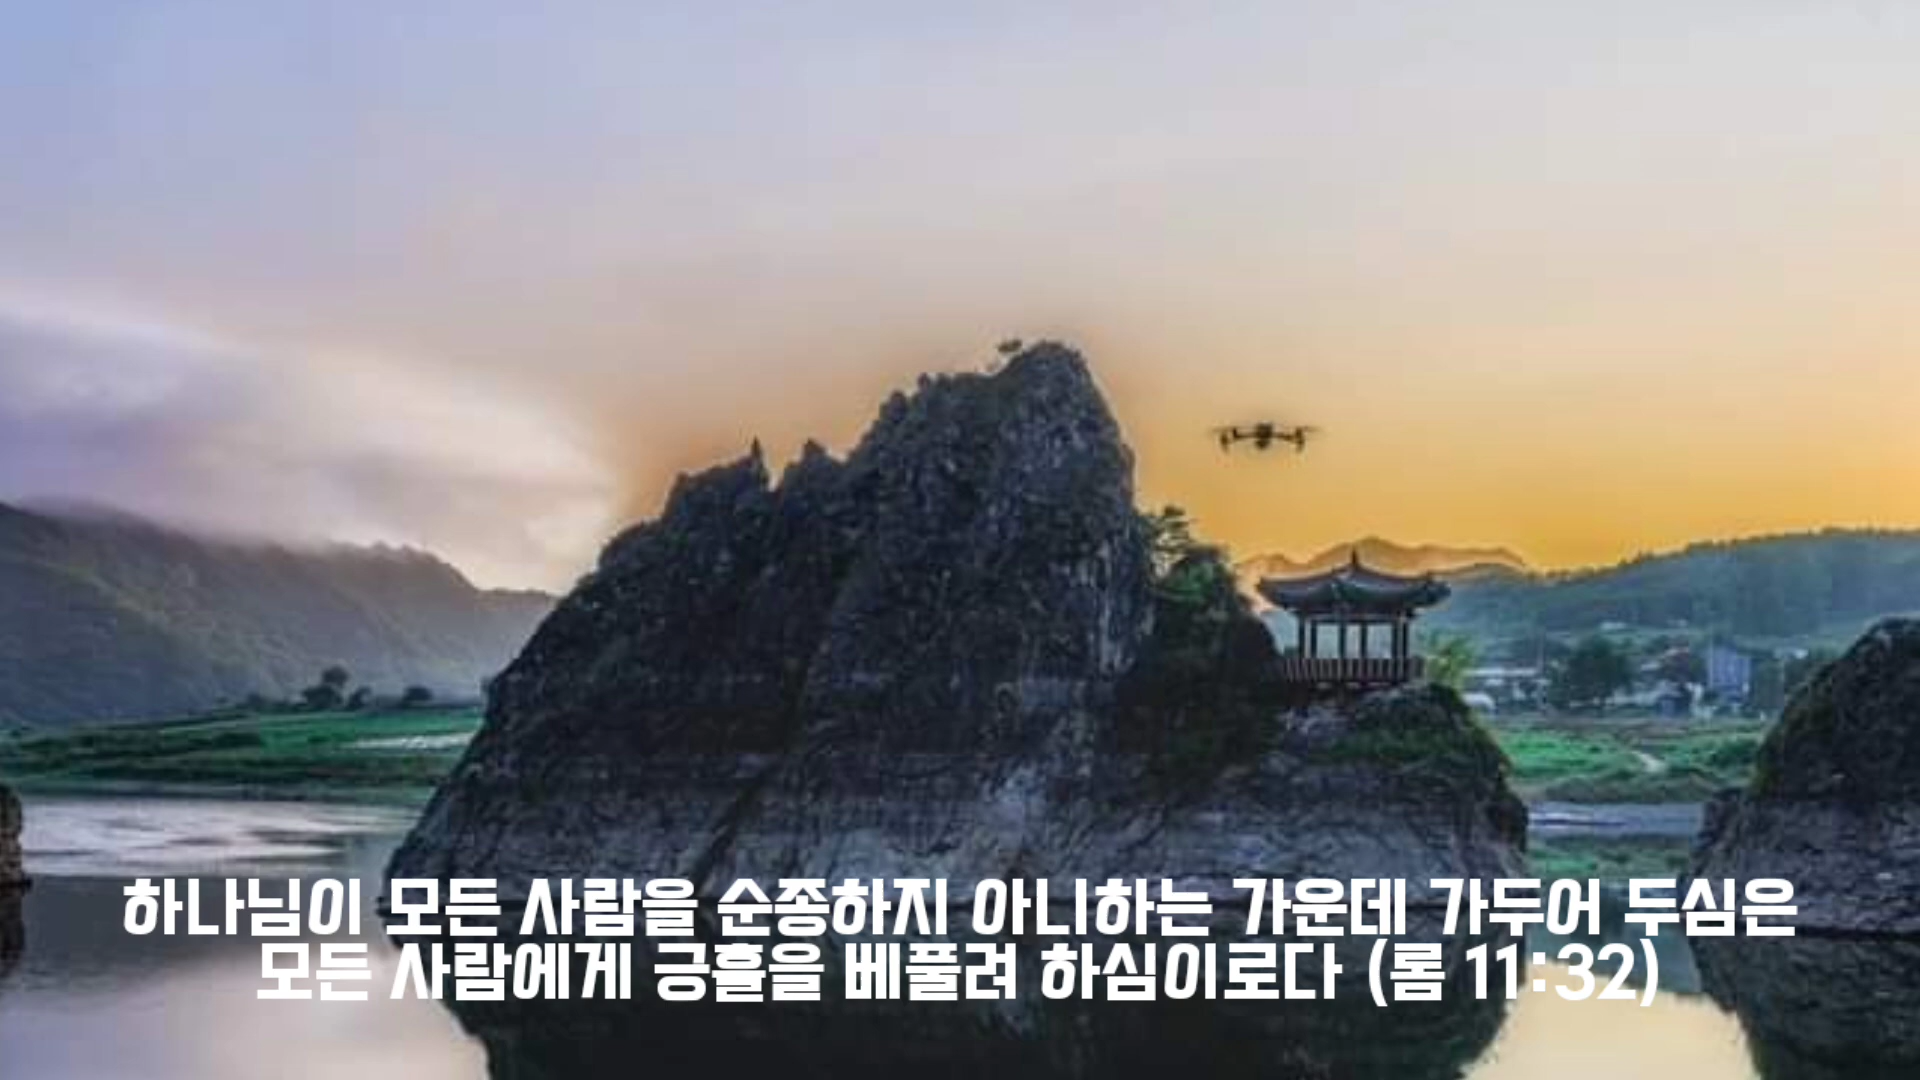 하나님이 모든 사람을 순종하지 아니하는 가운데 가두어 두심은
모든 사람에게 긍휼을 베풀려 하심이로다 (롬 11:32)